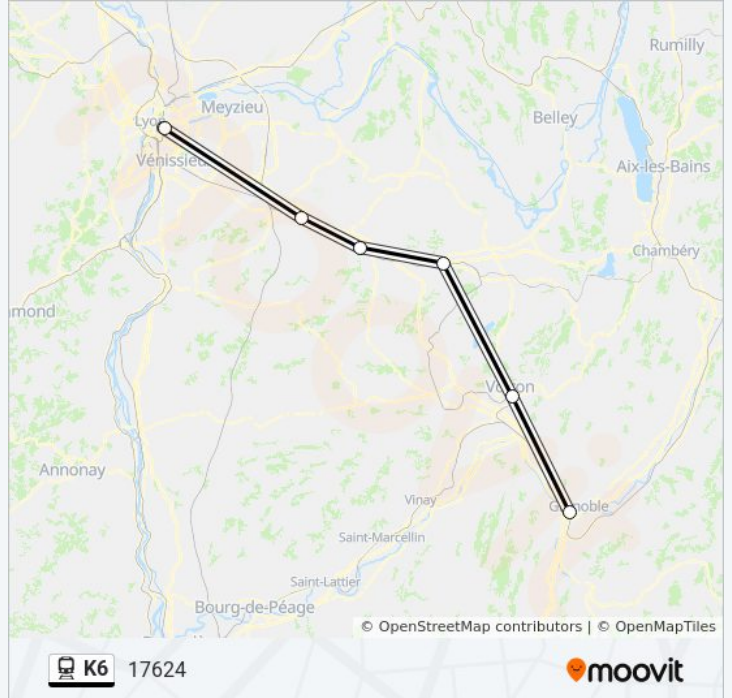 Rumilly
Meyzieu
Belley
Lyon
Vénissieux
Aix-les-Bains
Chambéry
mond
Voiron
Annonay
Vinay
Grenoble
Saint-Marcellin
Saint-Lattier
Bourg-de-Péage
© OpenStreetMap contributors | © OpenMapTiles
K6 17624 moovit